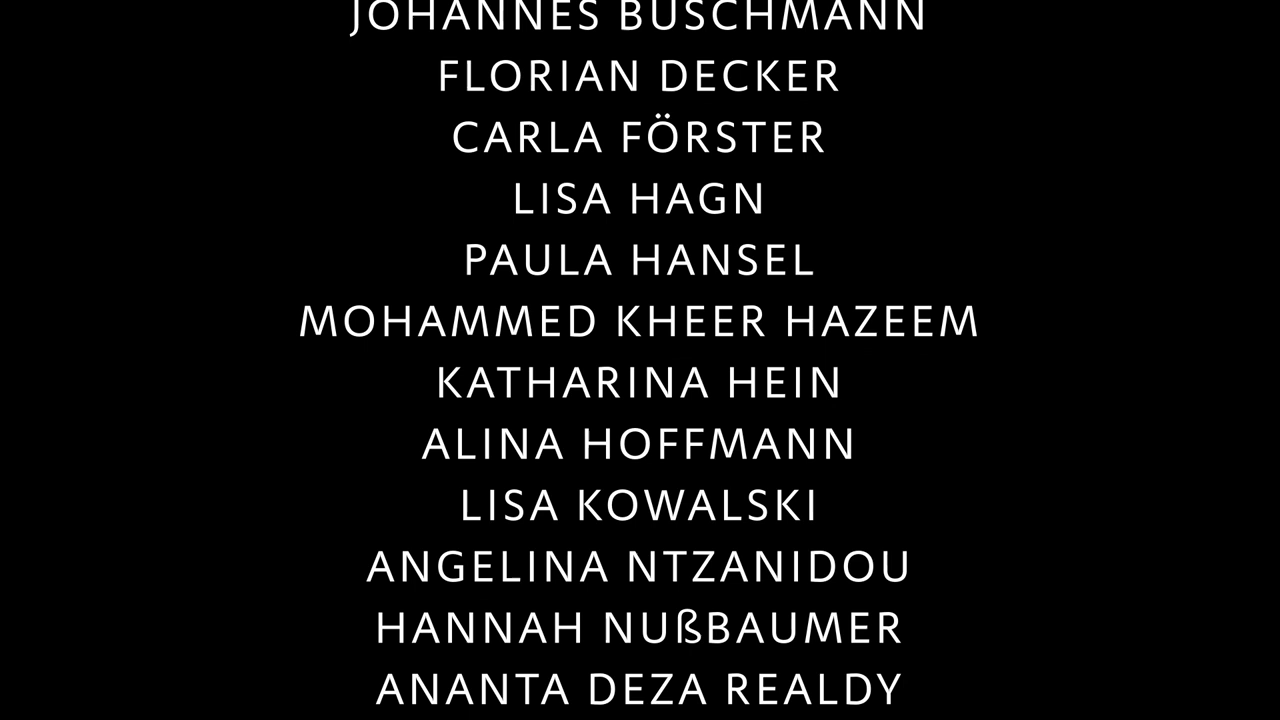 JOHANNES BUSCHMANN
FLORIAN DECKER
CARLA FÖRSTER
LISA HAGN
PAULA HANSEL
MOHAMMED KHEER HAZEEM
KATHARINA HEIN
ALINA HOFFMANN
LISA KOWALSKI
ANGELINA NTZANIDOU
HANNAH NUßBAUMER
ANANTA DEZA REALDY